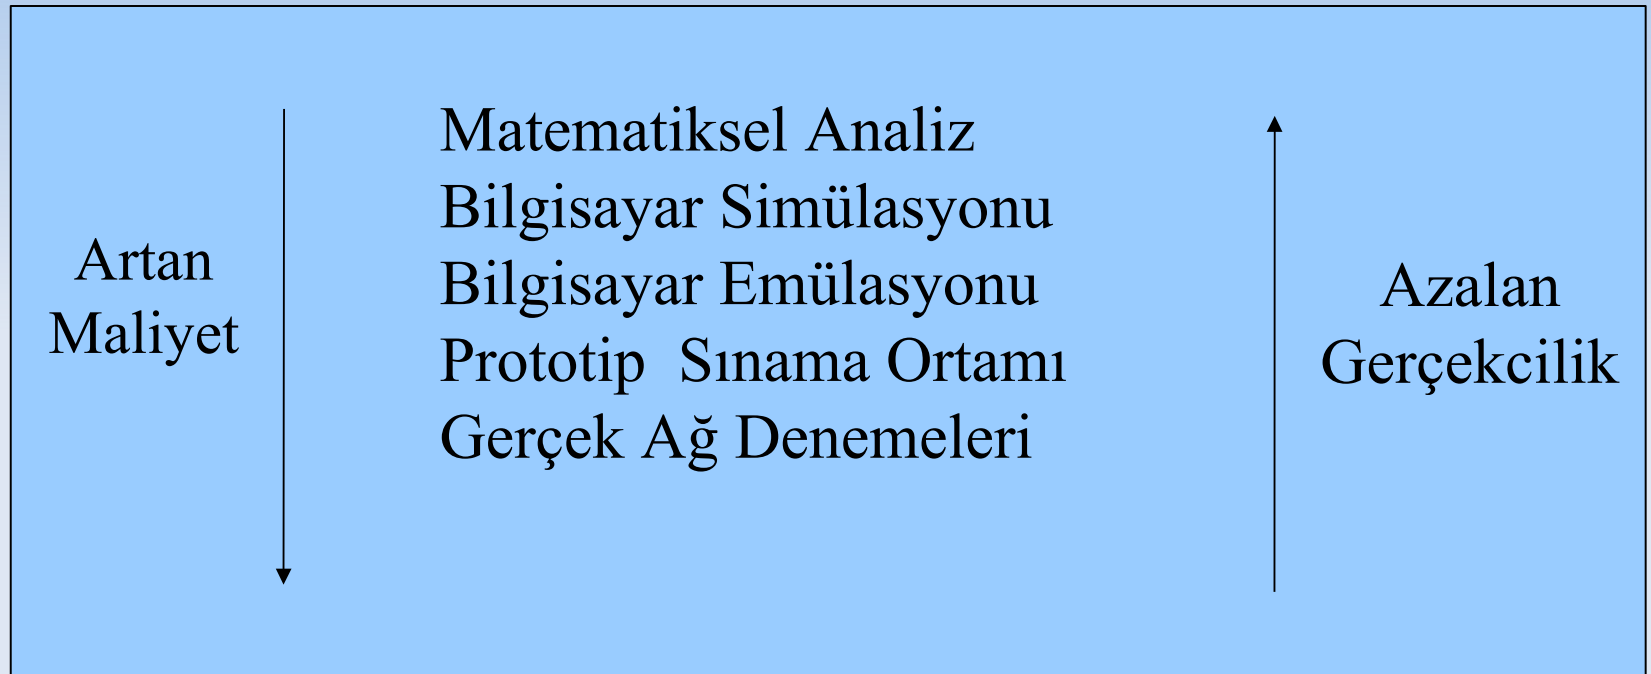 Artan
Maliyet
Matematiksel Analiz
Bilgisayar Simülasyonu
Bilgisayar Emülasyonu
Prototip  Sınama Ortamı
Gerçek Ağ Denemeleri
Azalan
Gerçekcilik